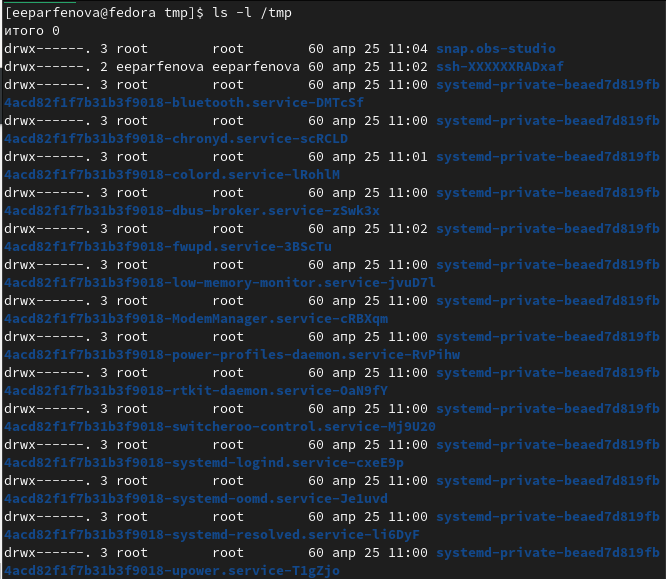 [eeparfenova@fedora tmp]$ ls -l /tmp
итого 0
drwx------. 3 root        root        60 апр 25 11:04 snap.obs-studio
drwx------. 2 eeparfenova eeparfenova 60 апр 25 11:02 ssh-XXXXXXRADxaf
drwx------. 3 root        root        60 апр 25 11:00 systemd-private-beaed7d819fb
4acd82f1f7b31b3f9018-bluetooth.service-DMTcSf
drwx------. 3 root        root        60 апр 25 11:00 systemd-private-beaed7d819fb
4acd82f1f7b31b3f9018-chronyd.service-scRCLD
drwx------. 3 root        root        60 апр 25 11:01 systemd-private-beaed7d819fb
4acd82f1f7b31b3f9018-colord.service-lRohlM
drwx------. 3 root        root        60 апр 25 11:00 systemd-private-beaed7d819fb
4acd82f1f7b31b3f9018-dbus-broker.service-zSwk3x
drwx------. 3 root        root        60 апр 25 11:02 systemd-private-beaed7d819fb
4acd82f1f7b31b3f9018-fwupd.service-3BScTu
drwx------. 3 root        root        60 апр 25 11:00 systemd-private-beaed7d819fb
4acd82f1f7b31b3f9018-low-memory-monitor.service-jvuD7l
drwx------. 3 root        root        60 апр 25 11:00 systemd-private-beaed7d819fb
4acd82f1f7b31b3f9018-ModemManager.service-cRBXqm
drwx------. 3 root        root        60 апр 25 11:00 systemd-private-beaed7d819fb
4acd82f1f7b31b3f9018-power-profiles-daemon.service-RvPihw
drwx------. 3 root        root        60 апр 25 11:00 systemd-private-beaed7d819fb
4acd82f1f7b31b3f9018-rtkit-daemon.service-OaN9fY
drwx------. 3 root        root        60 апр 25 11:00 systemd-private-beaed7d819fb
4acd82f1f7b31b3f9018-switcheroo-control.service-Mj9U20
drwx------. 3 root        root        60 апр 25 11:00 systemd-private-beaed7d819fb
4acd82f1f7b31b3f9018-systemd-logind.service-cxeE9p
drwx------. 3 root        root        60 апр 25 11:00 systemd-private-beaed7d819fb
4acd82f1f7b31b3f9018-systemd-oomd.service-Je1uvd
drwx------. 3 root        root        60 апр 25 11:00 systemd-private-beaed7d819fb
4acd82f1f7b31b3f9018-systemd-resolved.service-li6DyF
drwx------. 3 root        root        60 апр 25 11:00 systemd-private-beaed7d819fb
4acd82f1f7b31b3f9018-upower.service-T1gZjo